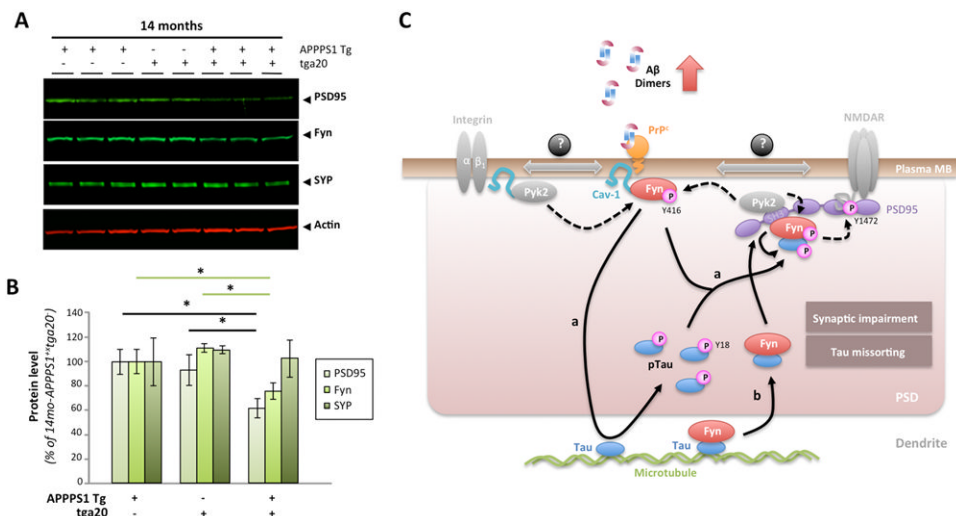 A
14 months
+ + + - - + + + APPPS1 Tg
- - - + + + + + tga20
PSD95
Fyn
SYP
Actin
B
* *
* *
Protein level
(% of 14mo-APPPS1⁺tga20⁻)
140
120
100
80
60
40
20
0
PSD95
Fyn
SYP
APPPS1 Tg + - +
tga20 - + +
C
Aβ
Dimers
Integrin
PrPᶜ
NMDAR
? ?
α β₁
Plasma MB
Pyk2
Cav-1
Fyn
P
Y416
Pyk2
SH3
PSD95
P
Y1472
Fyn
P
P
a
a
Synaptic impairment
P
P
Y18
pTau
P
Fyn
Tau missorting
b
PSD
Tau
Fyn
Tau
Dendrite
Microtubule